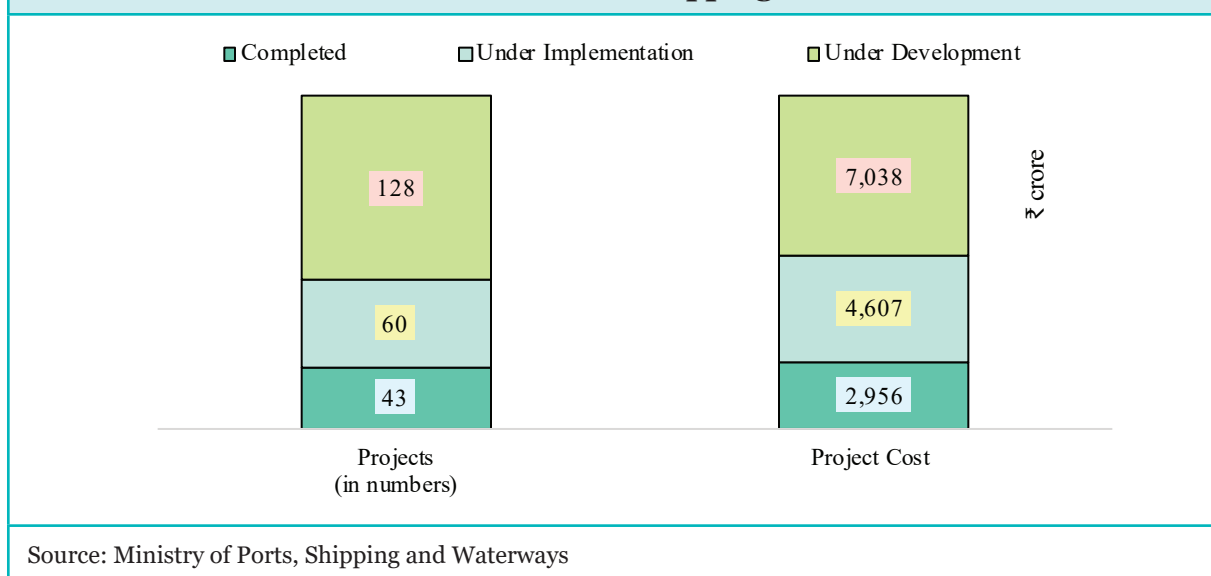 Completed
Under Implementation
Under Development
128
7,038
₹ crore
60
4,607
43
2,956
Projects
(in numbers)
Project Cost
Source: Ministry of Ports, Shipping and Waterways